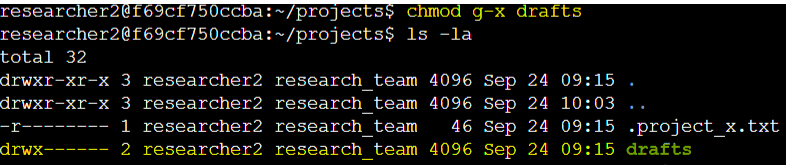 researcher2@f69cf750ccba:~/projects$ chmod g-x drafts
researcher2@f69cf750ccba:~/projects$ ls -la
total 32
drwxr-xr-x 3 researcher2 research_team 4096 Sep 24 09:15 .
drwxr-xr-x 3 researcher2 research_team 4096 Sep 24 10:03 ..
-r-------- 1 researcher2 research_team   46 Sep 24 09:15 .project_x.txt
drwx------ 2 researcher2 research_team 4096 Sep 24 09:15 drafts